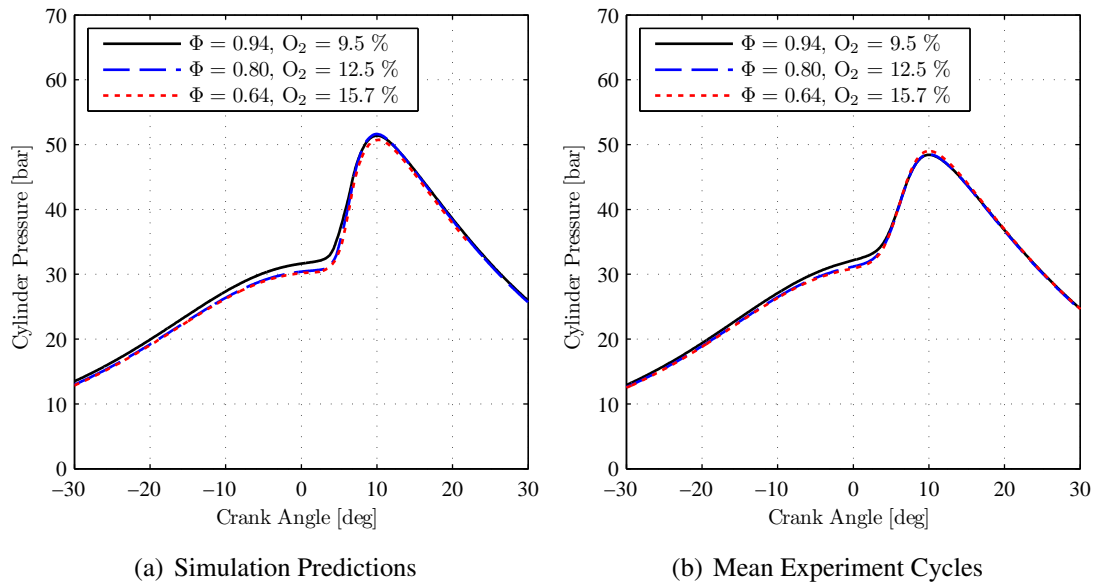 70
60
50
40
30
20
10
0
Cylinder Pressure [bar]
Φ = 0.94, O₂ = 9.5 %
Φ = 0.80, O₂ = 12.5 %
Φ = 0.64, O₂ = 15.7 %
−30 −20 −10 0 10 20 30
Crank Angle [deg]
(a) Simulation Predictions
70
60
50
40
30
20
10
0
Cylinder Pressure [bar]
Φ = 0.94, O₂ = 9.5 %
Φ = 0.80, O₂ = 12.5 %
Φ = 0.64, O₂ = 15.7 %
−30 −20 −10 0 10 20 30
Crank Angle [deg]
(b) Mean Experiment Cycles